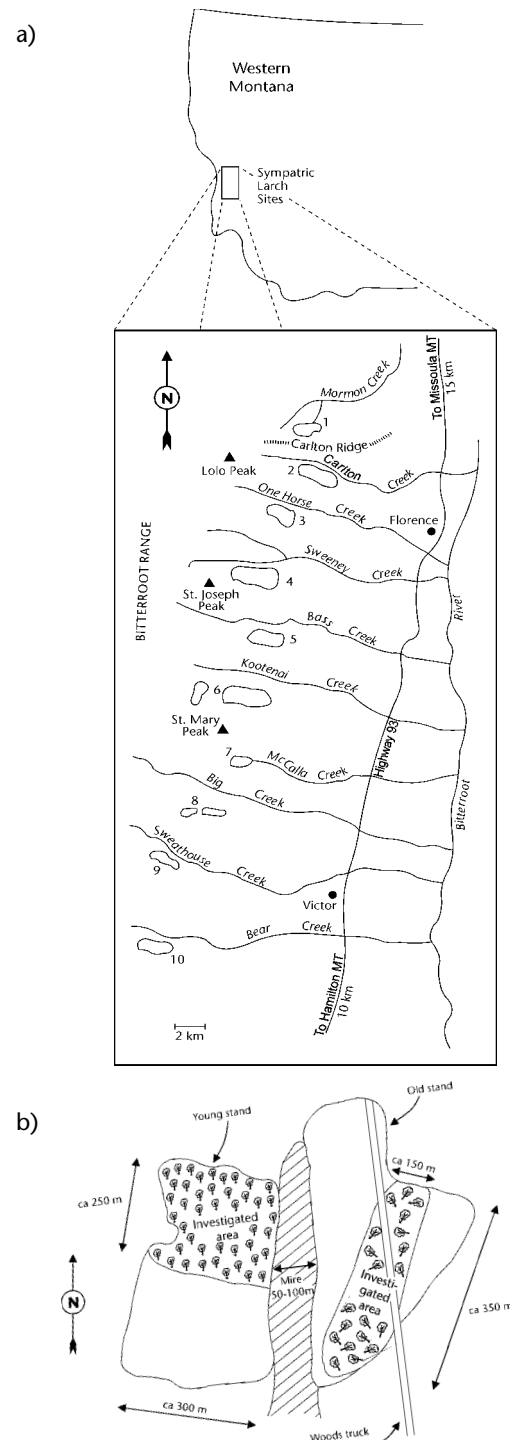 a)
Western
Montana
Sympatric
Larch
Sites
N
To Missoula MT
15 km
Mormon Creek
1
Carlton Ridge
Lolo Peak
2
Carlton
Creek
One Horse
Creek
3
Florence
BITTERROOT RANGE
Sweeney
Creek
4
St. Joseph
Peak
River
Bass
Creek
5
Kootenai
Creek
6
St. Mary
Peak
Highway 93
7
McCalla Creek
Big
Creek
Bitterroot
8
Sweathouse
Creek
9
Victor
Bear
Creek
10
To Hamilton MT
10 km
2 km
b)
Young stand
Old stand
ca 250 m
ca 150 m
Investigated
area
Mire
50-100m
Investi-
gated
area
N
ca 350 m
ca 300 m
Woods truck